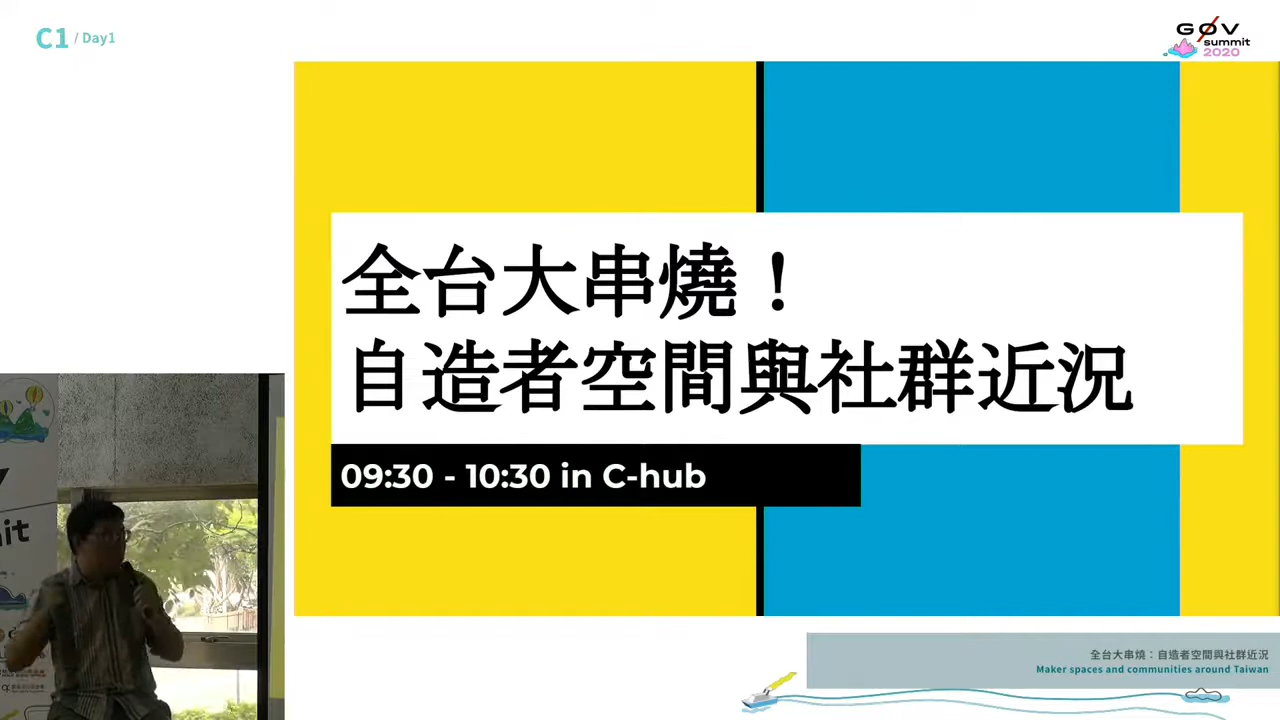 C1 / Day1
GØV
summit
2020
全台大串燒！
自造者空間與社群近況
09:30 - 10:30 in C-hub
全台大串燒：自造者空間與社群近況
Maker spaces and communities around Taiwan